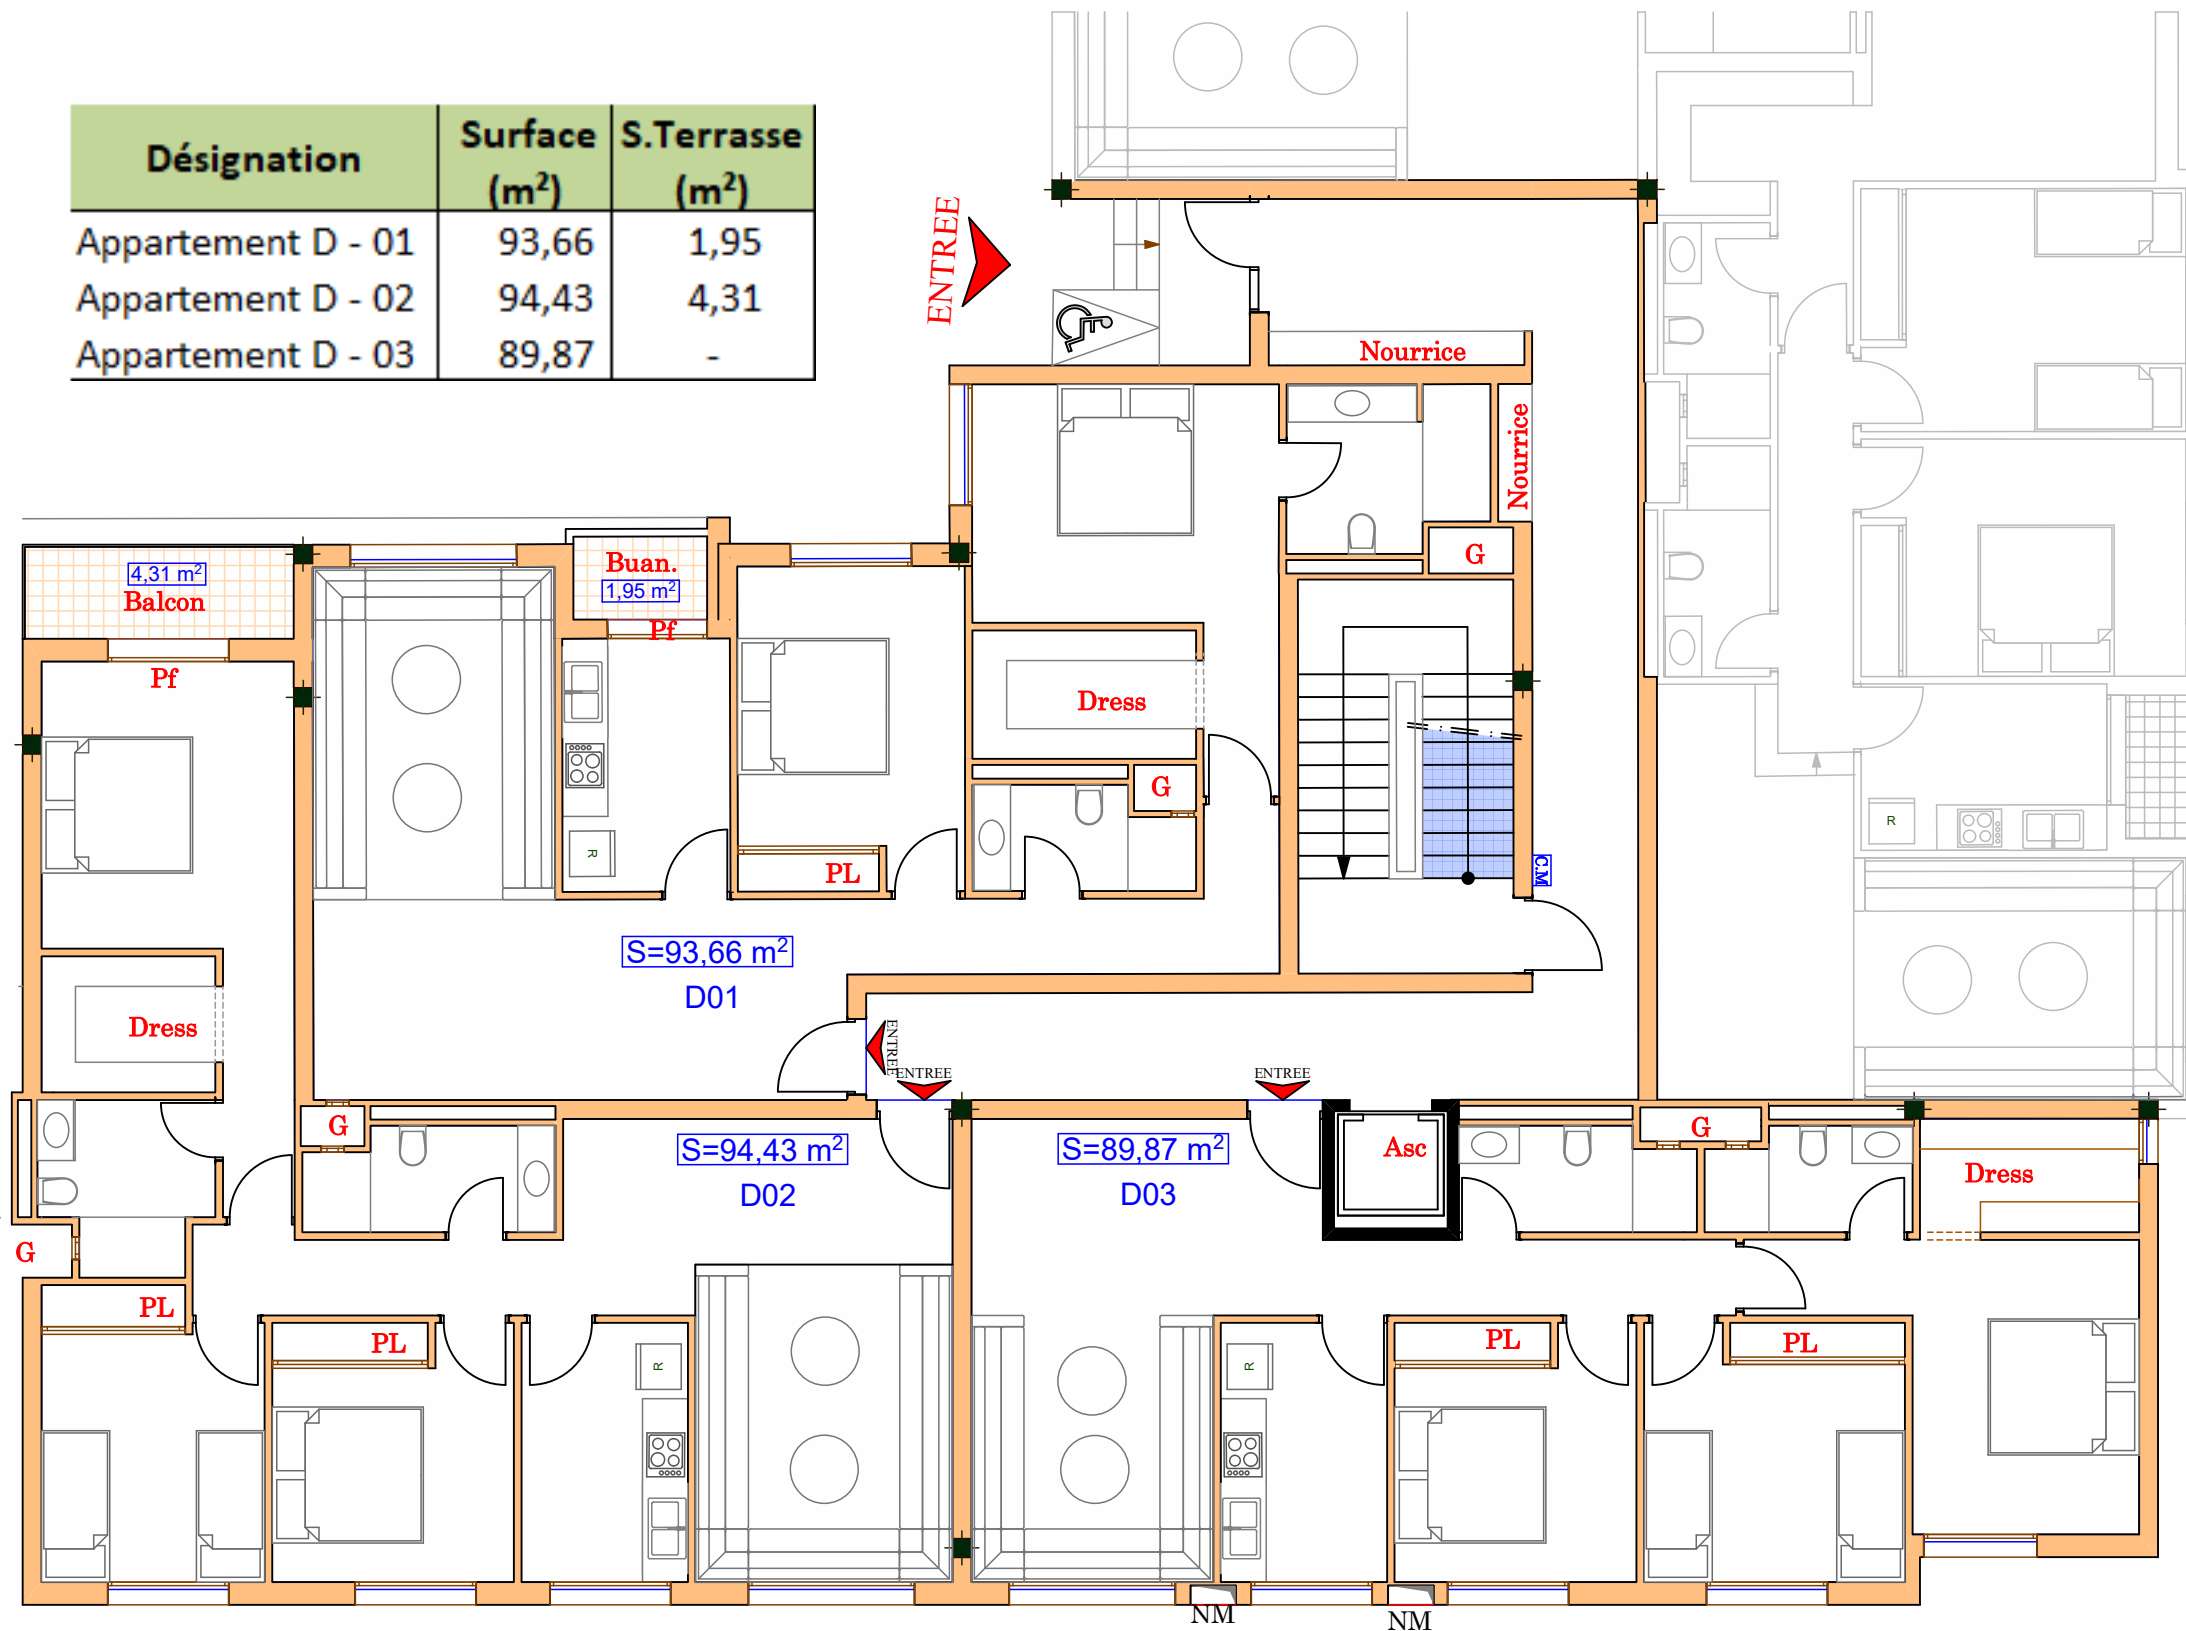 Désignation Surface (m²) S.Terrasse (m²)
Appartement D - 01 93,66 1,95
Appartement D - 02 94,43 4,31
Appartement D - 03 89,87 -
ENTREE
Nourrice
Nourrice
G
4,31 m²
Balcon
Buan.
1,95 m²
Pf
Pf
Dress
G
R
PL
C.M
R
S=93,66 m²
D01
Dress
ENTREE
ENTREE
ENTREE
G
S=94,43 m²
D02
S=89,87 m²
D03
Asc
G
Dress
G
PL
PL
R
R
PL
PL
NM
NM